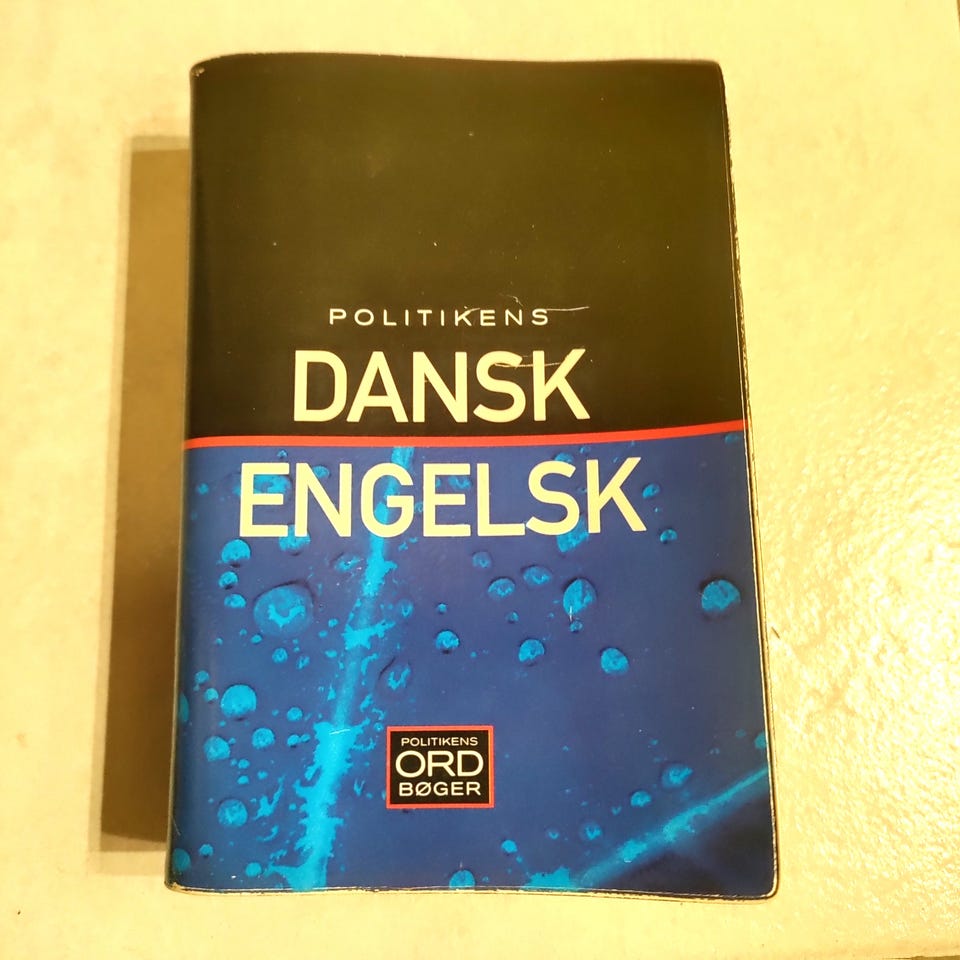 POLITIKENS
DANSK
ENGELSK
POLITIKENS
ORD
BØGER